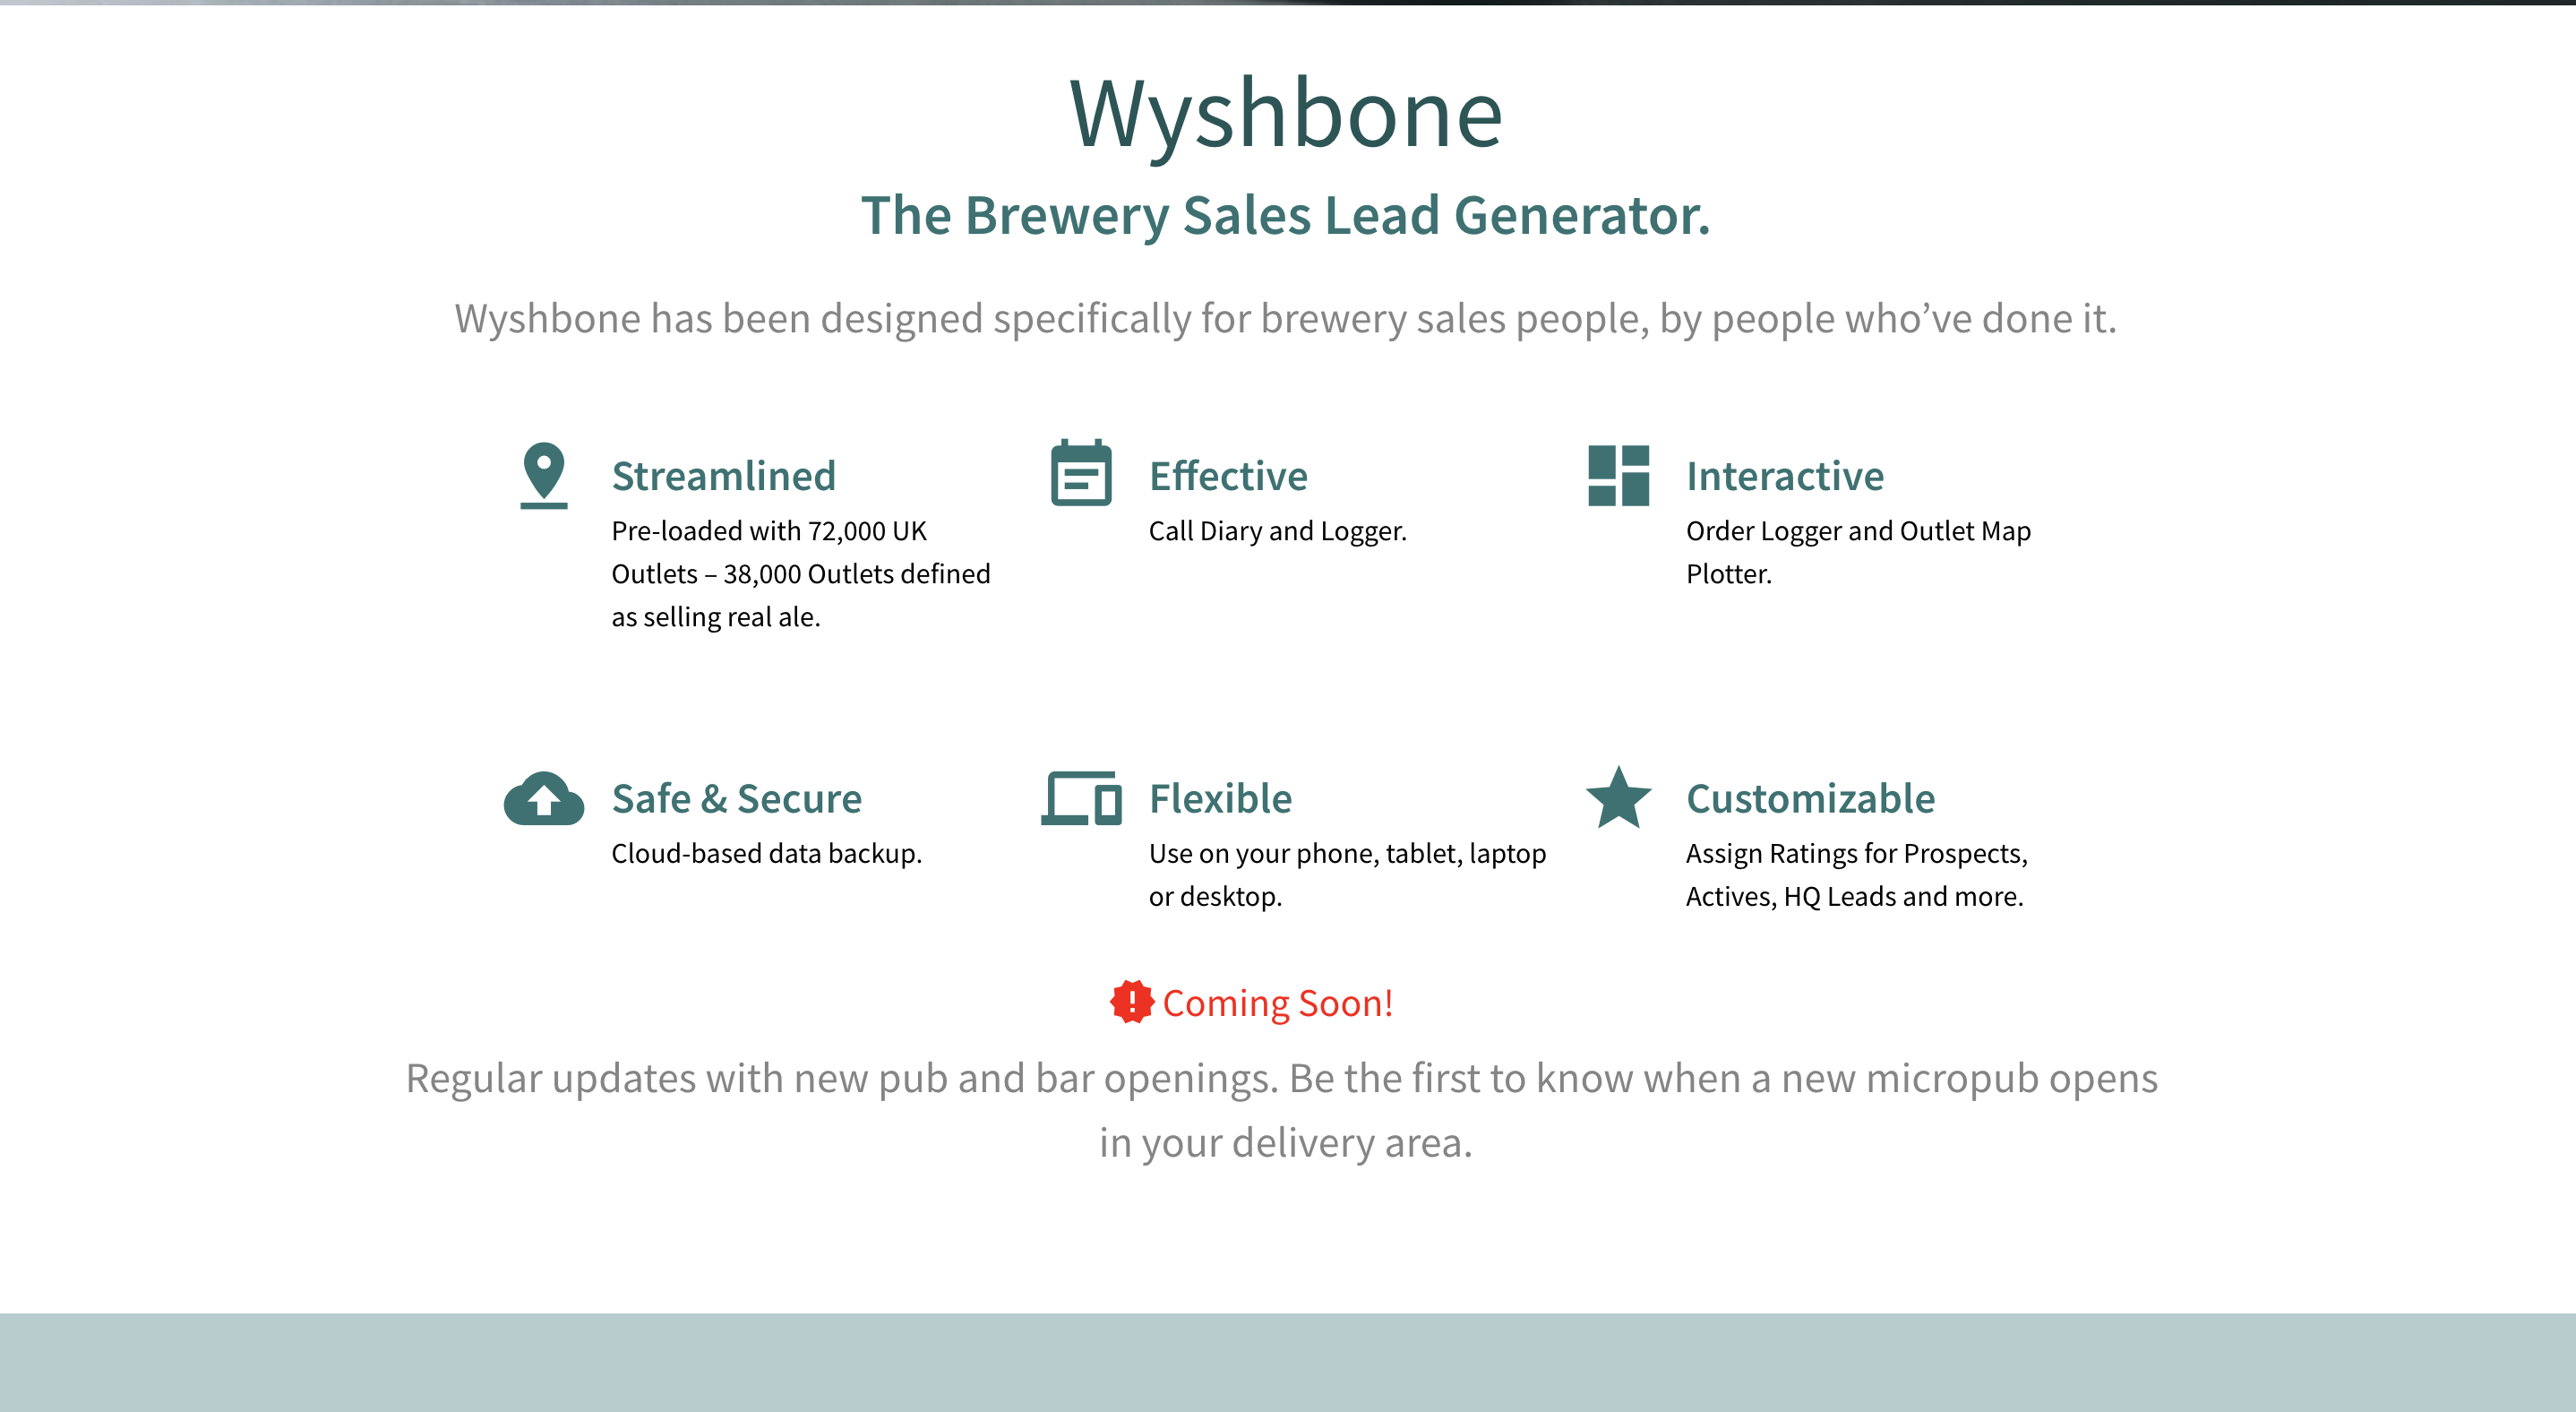 Wyshbone
The Brewery Sales Lead Generator.
Wyshbone has been designed specifically for brewery sales people, by people who’ve done it.
Streamlined
Pre-loaded with 72,000 UK
Outlets – 38,000 Outlets defined
as selling real ale.
Effective
Call Diary and Logger.
Interactive
Order Logger and Outlet Map
Plotter.
Safe & Secure
Cloud-based data backup.
Flexible
Use on your phone, tablet, laptop
or desktop.
Customizable
Assign Ratings for Prospects,
Actives, HQ Leads and more.
Coming Soon!
Regular updates with new pub and bar openings. Be the first to know when a new micropub opens
in your delivery area.